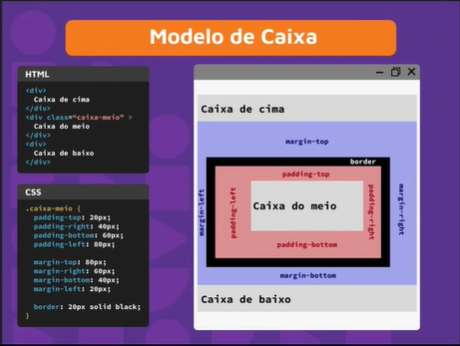 Modelo de Caixa
HTML
<div>
Caixa de cima
</div>
<div class="caixa-meio" >
Caixa do meio
</div>
<div>
Caixa de baixo
</div>
CSS
.caixa-meio {
padding-top: 20px;
padding-right: 40px;
padding-bottom: 60px;
padding-left: 80px;
margin-top: 80px;
margin-right: 60px;
margin-bottom: 40px;
margin-left: 20px;
border: 20px solid black;
}
Caixa de cima
margin-top
border
padding-top
margin-left
padding-left
Caixa do meio
padding-right
margin-right
padding-bottom
margin-bottom
Caixa de baixo